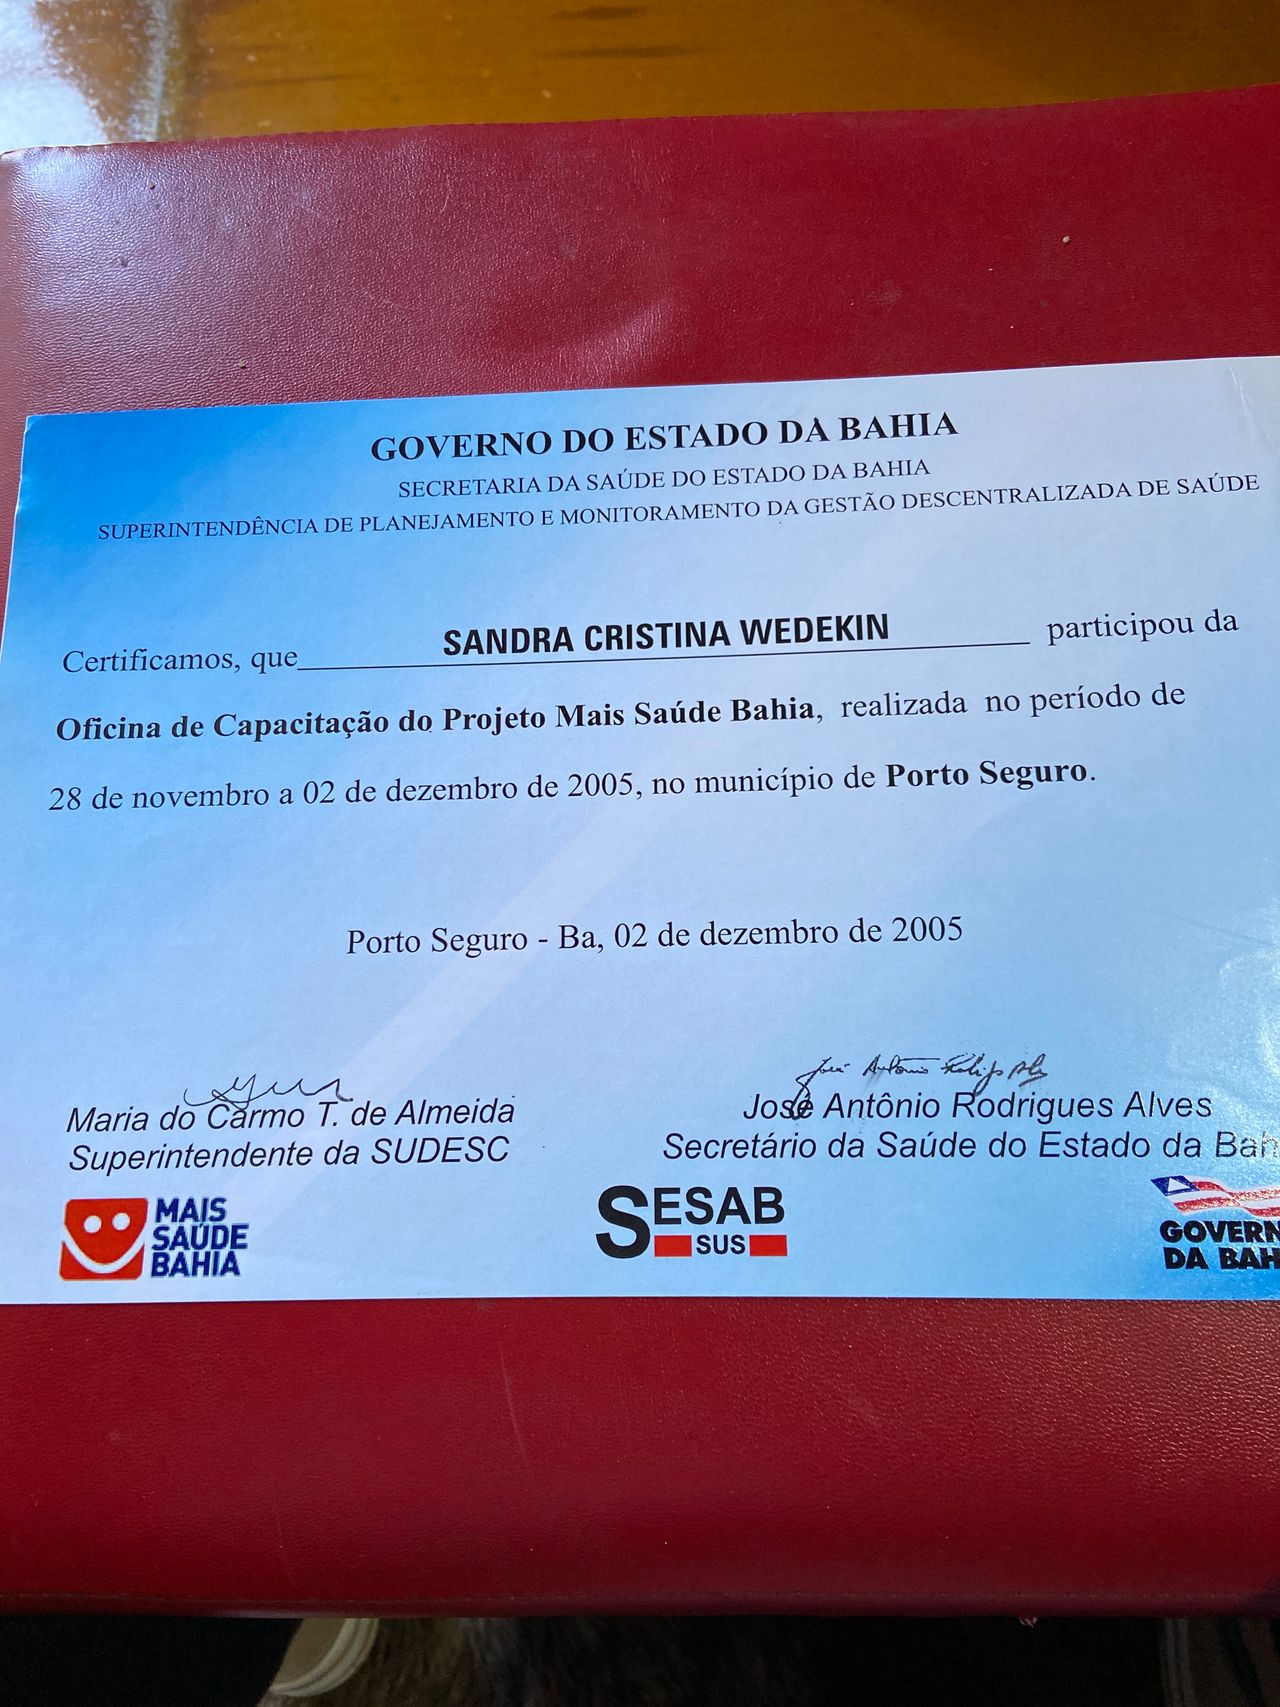 GOVERNO DO ESTADO DA BAHIA
SECRETARIA DA SAÚDE DO ESTADO DA BAHIA
SUPERINTENDÊNCIA DE PLANEJAMENTO E MONITORAMENTO DA GESTÃO DESCENTRALIZADA DE SAÚDE
Certificamos, que SANDRA CRISTINA WEDEKIN participou da
Oficina de Capacitação do Projeto Mais Saúde Bahia, realizada no período de
28 de novembro a 02 de dezembro de 2005, no município de Porto Seguro.
Porto Seguro - Ba, 02 de dezembro de 2005
José Antônio
Maria do Carmo T. de Almeida
Superintendente da SUDESC
José Antônio Rodrigues Alves
Secretário da Saúde do Estado da Bah
MAIS
SAÚDE
BAHIA
SESAB
SUS
GOVERN
DA BAH